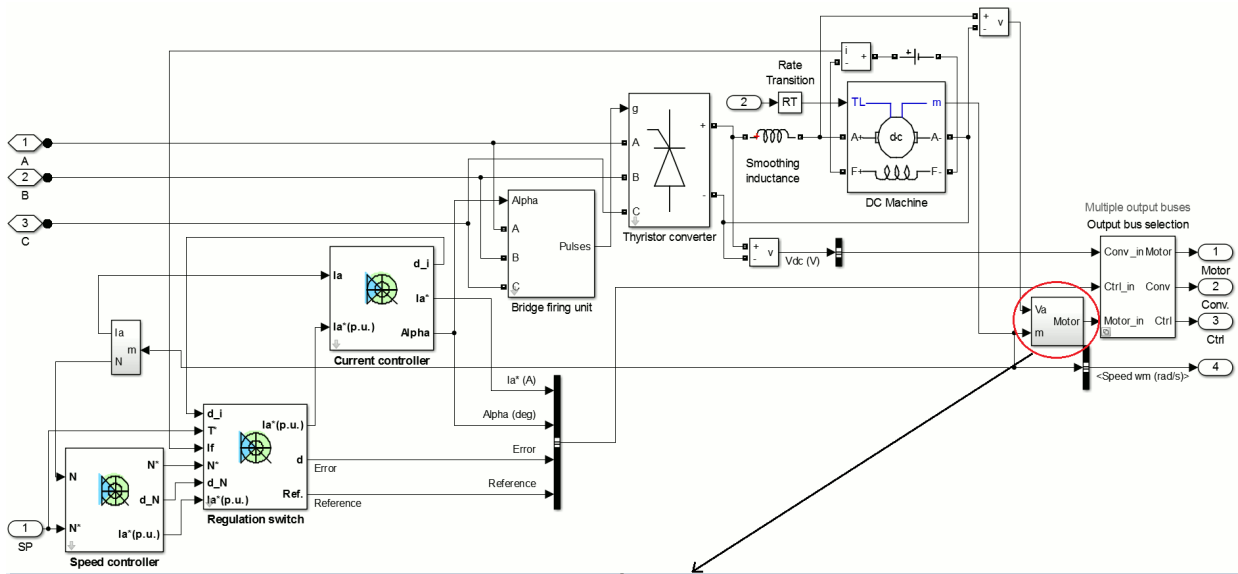 +
-
v
i
+
-
+
Rate
Transition
2
RT
TL
m
g
A+
dc
A-
F+
F-
DC Machine
Smoothing
inductance
1
A
2
B
3
C
A
B
C
+
-
Thyristor converter
Alpha
A
B
C
Pulses
Bridge firing unit
+
-
v
Vdc (V)
Multiple output buses
Output bus selection
Conv_in
Motor
Ctrl_in
Conv
Motor_in
Ctrl
1
Motor
2
Conv.
3
Ctrl
4
Va
m
Motor
<Speed wm (rad/s)>
Ia
Ia*(p.u.)
d_i
Ia*
Alpha
Current controller
Ia
N
m
Ia* (A)
Alpha (deg)
Error
Reference
d_i
T*
If
N*
d_N
Ia*(p.u.)
Ia*(p.u.)
d
Ref.
Error
Reference
Regulation switch
N
N*
N*
d_N
Ia*(p.u.)
Speed controller
1
SP